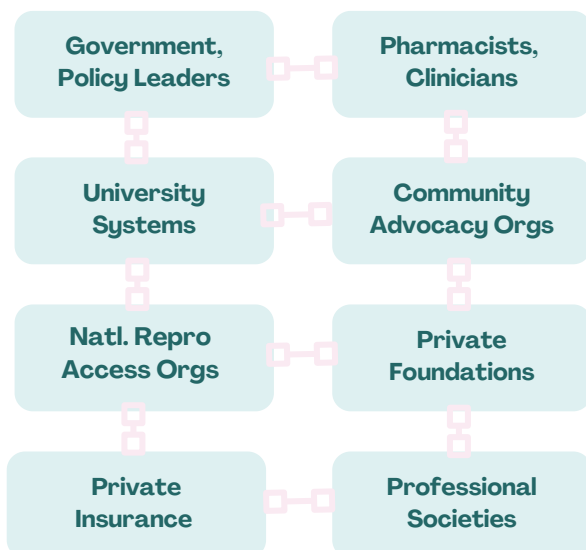 Government,
Policy Leaders
Pharmacists,
Clinicians
University
Systems
Community
Advocacy Orgs
Natl. Repro
Access Orgs
Private
Foundations
Private
Insurance
Professional
Societies